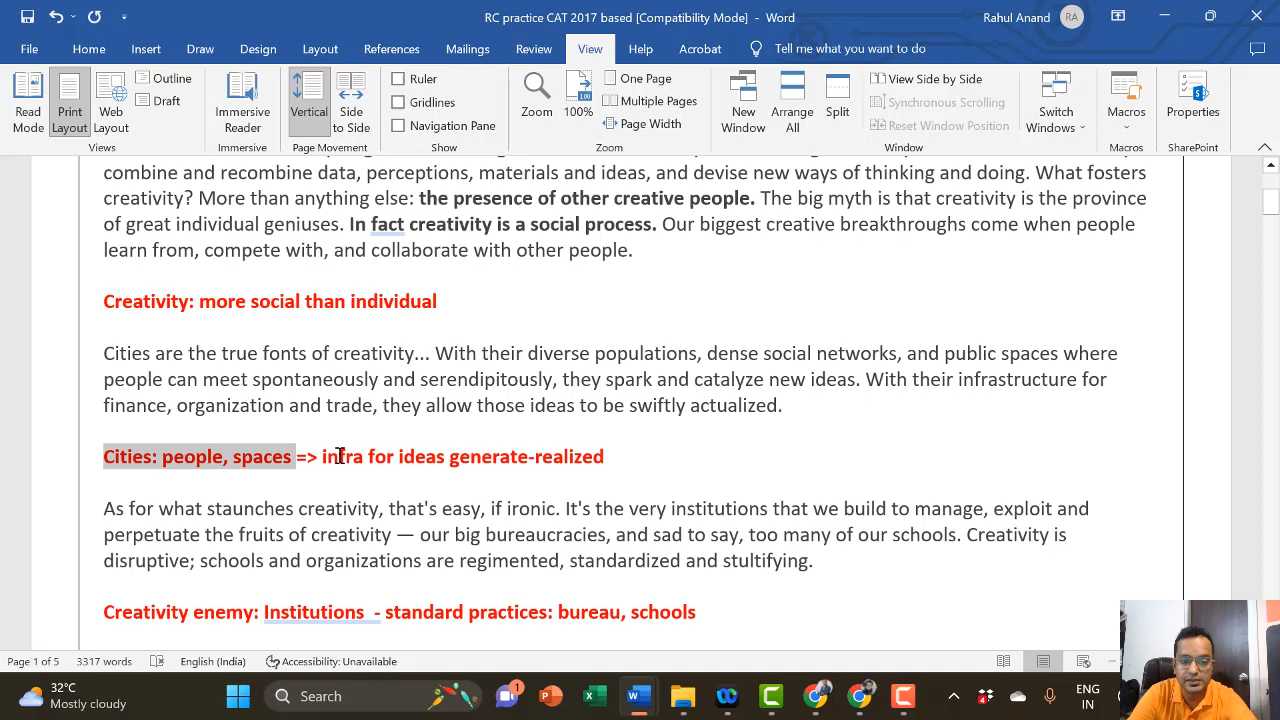 RC practice CAT 2017 based [Compatibility Mode] - Word
Rahul Anand
RA
File Home Insert Draw Design Layout References Mailings Review View Help Acrobat Tell me what you want to do
Read Mode
Print Layout
Web Layout
Outline
Draft
Views
Immersive Reader
Immersive
Vertical
Side to Side
Page Movement
Ruler
Gridlines
Navigation Pane
Show
Zoom
100%
One Page
Multiple Pages
Page Width
Zoom
New Window
Arrange All
Split
View Side by Side
Synchronous Scrolling
Reset Window Position
Window
Switch Windows
Macros
Macros
Properties
SharePoint
combine and recombine data, perceptions, materials and ideas, and devise new ways of thinking and doing. What fosters
creativity? More than anything else: the presence of other creative people. The big myth is that creativity is the province
of great individual geniuses. In fact creativity is a social process. Our biggest creative breakthroughs come when people
learn from, compete with, and collaborate with other people.
Creativity: more social than individual
Cities are the true fonts of creativity... With their diverse populations, dense social networks, and public spaces where
people can meet spontaneously and serendipitously, they spark and catalyze new ideas. With their infrastructure for
finance, organization and trade, they allow those ideas to be swiftly actualized.
Cities: people, spaces => infra for ideas generate-realized
As for what staunches creativity, that's easy, if ironic. It's the very institutions that we build to manage, exploit and
perpetuate the fruits of creativity — our big bureaucracies, and sad to say, too many of our schools. Creativity is
disruptive; schools and organizations are regimented, standardized and stultifying.
Creativity enemy: Institutions - standard practices: bureau, schools
Page 1 of 5 3317 words English (India) Accessibility: Unavailable
32°C
Mostly cloudy
Search
1
4
ENG
IN